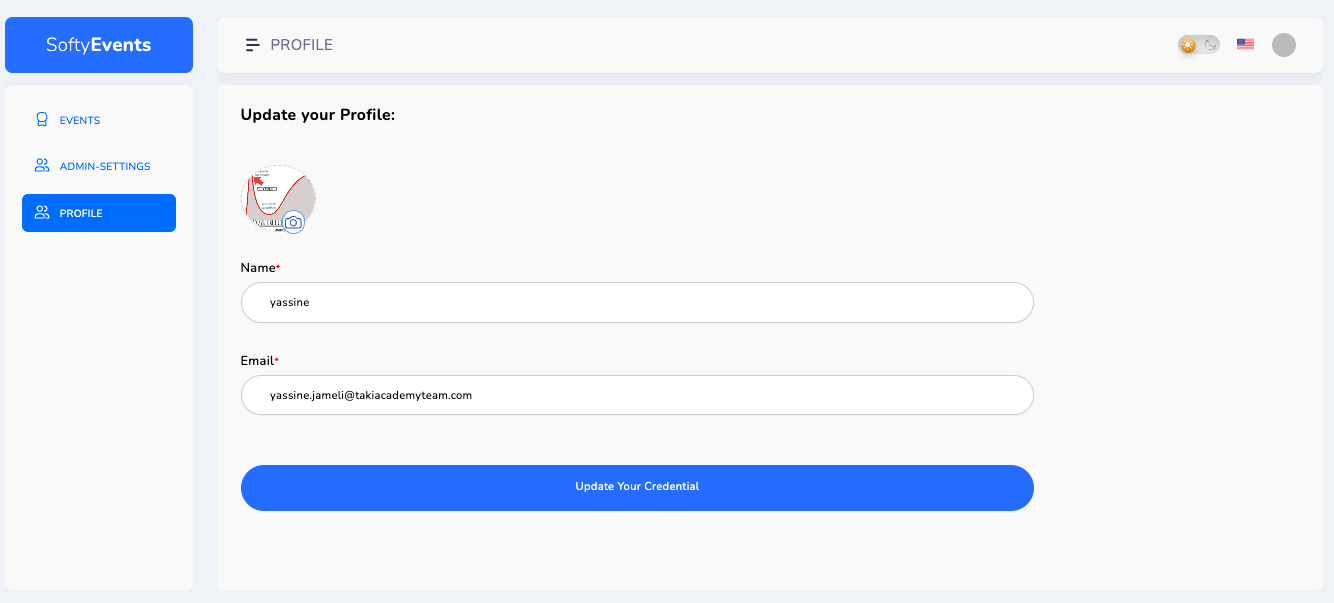 SoftyEvents
PROFILE
EVENTS
ADMIN-SETTINGS
PROFILE
Update your Profile:
Name*
yassine
Email*
yassine.jameli@takiacademyteam.com
Update Your Credential